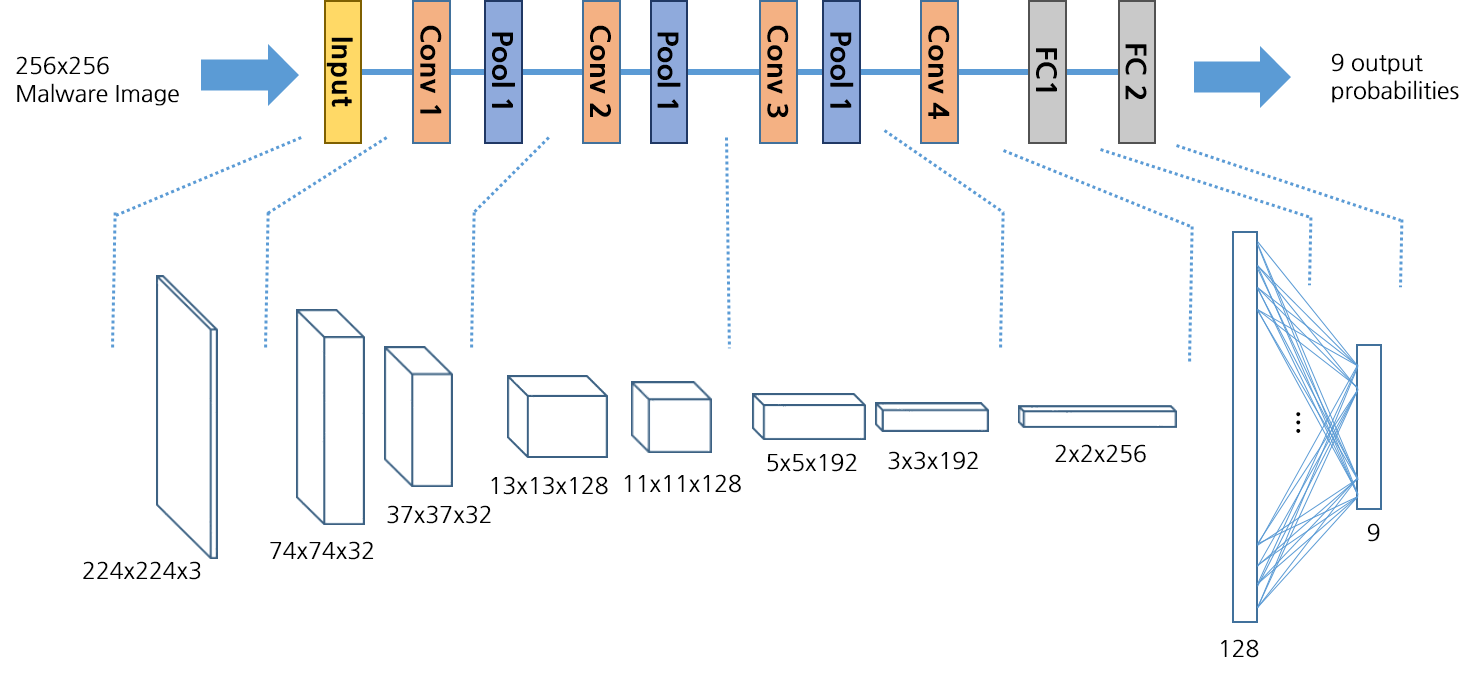 256x256
Malware Image
Input
Conv 1
Pool 1
Conv 2
Pool 1
Conv 3
Pool 1
Conv 4
FC1
FC 2
9 output
probabilities
224x224x3
74x74x32
37x37x32
13x13x128
11x11x128
5x5x192
3x3x192
2x2x256
...
128
9